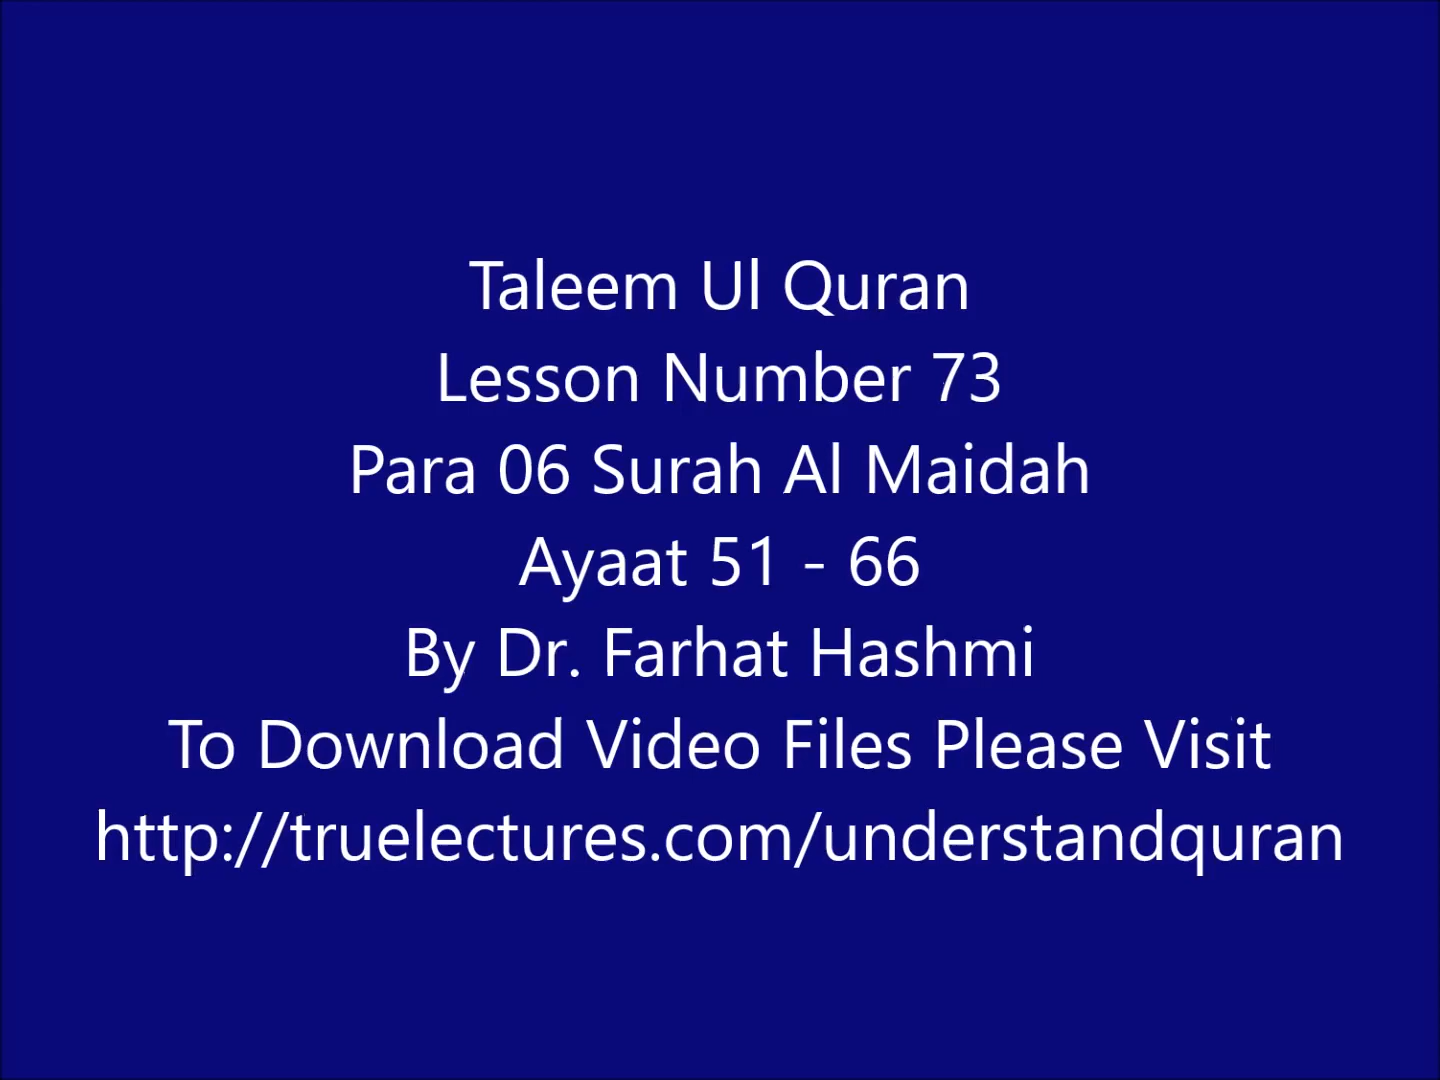 Taleem Ul Quran
Lesson Number 73
Para 06 Surah Al Maidah
Ayaat 51 - 66
By Dr. Farhat Hashmi
To Download Video Files Please Visit
http://truelectures.com/understandquran